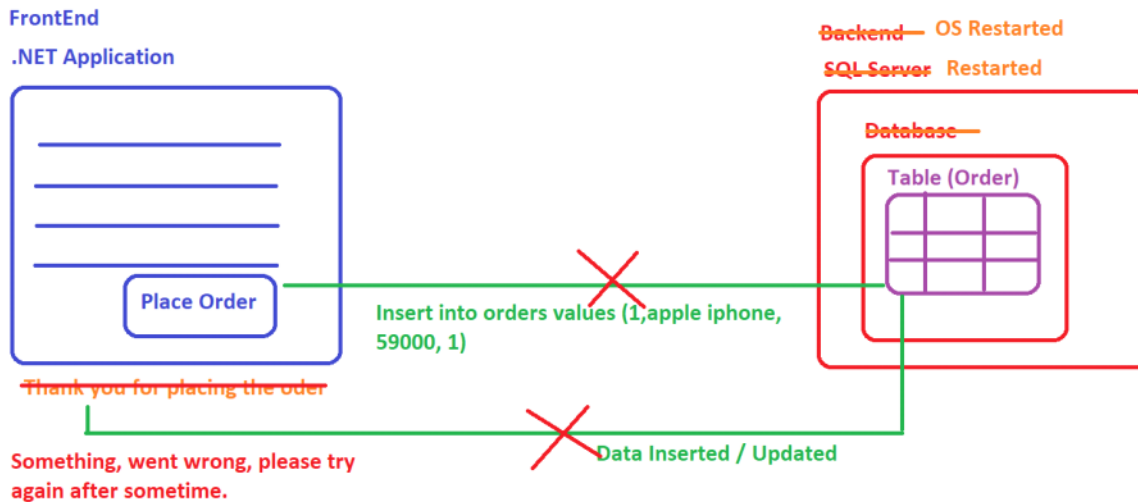 FrontEnd
.NET Application
Place Order
Thank you for placing the oder
Something, went wrong, please try
again after sometime.
Insert into orders values (1,apple iphone,
59000, 1)
Data Inserted / Updated
Backend OS Restarted
SQL Server Restarted
Database
Table (Order)